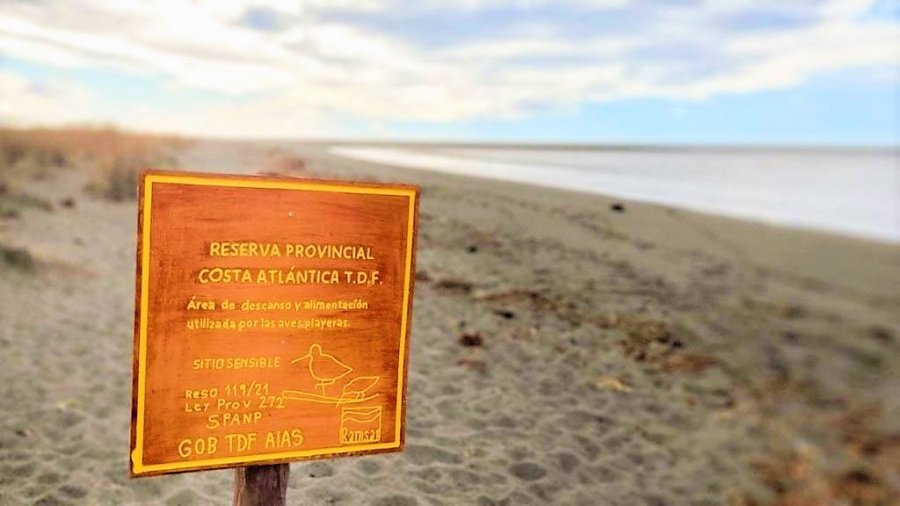 RESERVA PROVINCIAL
COSTA ATLÁNTICA T.D.F.
Área de descanso y alimentación
utilizada por las aves playeras.
SITIO SENSIBLE
Reso 119/21
Ley Prov 272
SPANP
GOB TDF AIAS
Ramsar